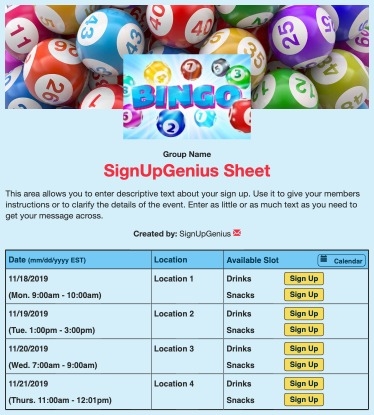 BINGO
Group Name
SignUpGenius Sheet
This area allows you to enter descriptive text about your sign up. Use it to give your members
instructions or to clarify the details of the event. Enter as little or as much text as you need to
get your message across.
Created by: SignUpGenius
Date (mm/dd/yyyy EST) Location Available Slot Calendar
11/18/2019 Location 1 Drinks Sign Up
(Mon. 9:00am - 10:00am) Snacks Sign Up
11/19/2019 Location 2 Drinks Sign Up
(Tue. 1:00pm - 3:00pm) Snacks Sign Up
11/20/2019 Location 3 Drinks Sign Up
(Wed. 7:00am - 9:00am) Snacks Sign Up
11/21/2019 Location 4 Drinks Sign Up
(Thurs. 11:00am - 12:01pm) Snacks Sign Up